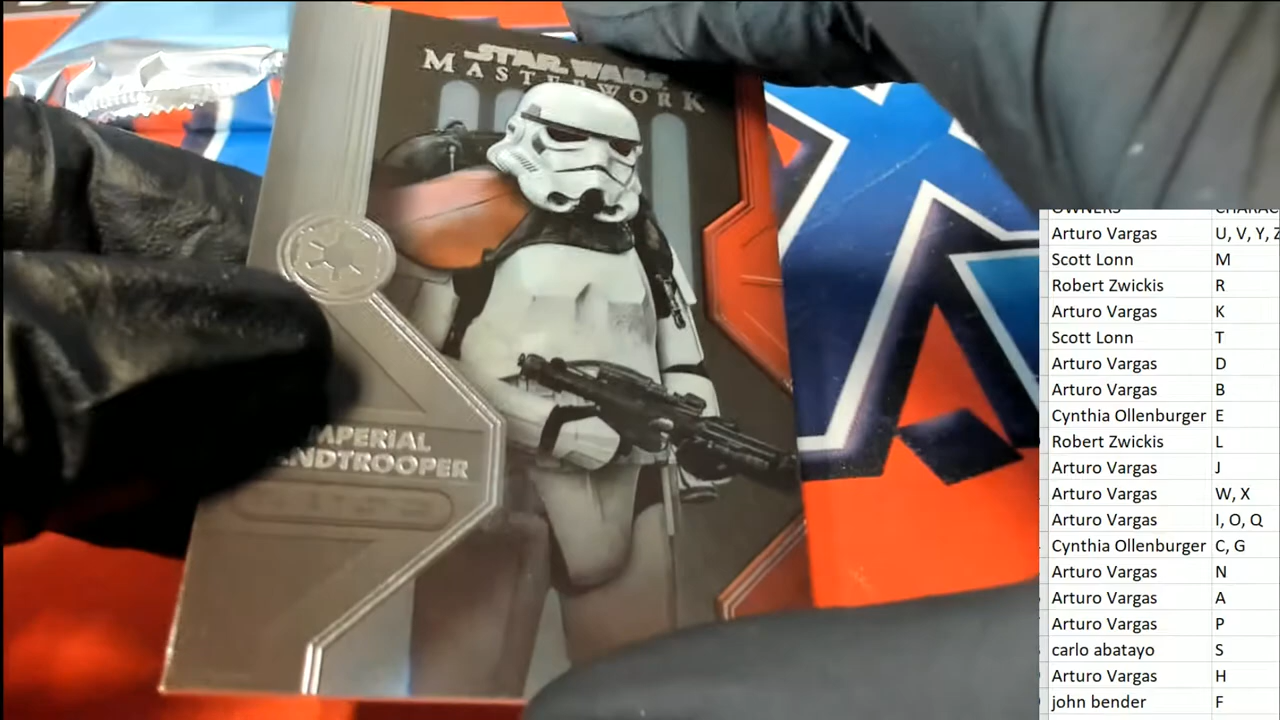 STAR WARS
MASTERWORK
IMPERIAL
SANDTROOPER
OWNERS CHARAC
Arturo Vargas U, V, Y, Z
Scott Lonn M
Robert Zwickis R
Arturo Vargas K
Scott Lonn T
Arturo Vargas D
Arturo Vargas B
Cynthia Ollenburger E
Robert Zwickis L
Arturo Vargas J
Arturo Vargas W, X
Arturo Vargas I, O, Q
Cynthia Ollenburger C, G
Arturo Vargas N
Arturo Vargas A
Arturo Vargas P
carlo abatayo S
Arturo Vargas H
john bender F